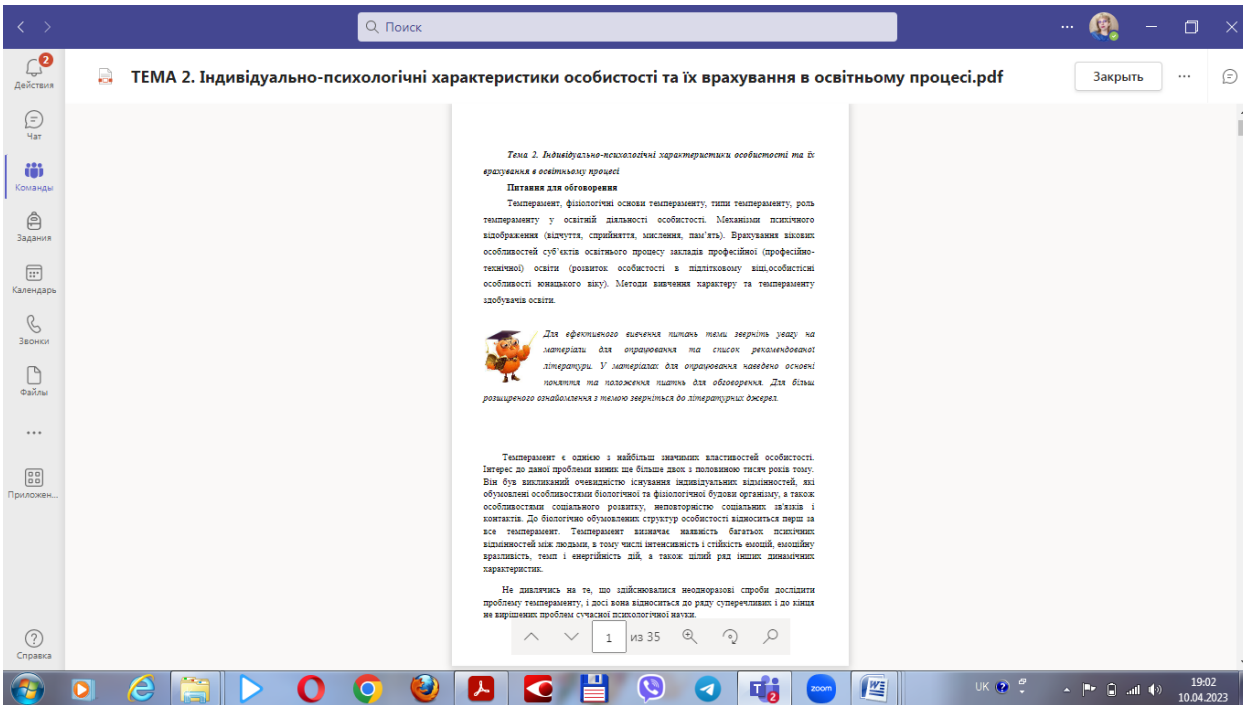 Поиск
2
Действия
Чат
Команды
Задания
Календарь
Звонки
Файлы
Приложен...
Справка
ТЕМА 2. Індивідуально-психологічні характеристики особистості та їх врахування в освітньому процесі.pdf
Закрыть
Тема 2. Індивідуально-психологічні характеристики особистості та їх
врахування в освітньому процесі
Питання для обговорення
Темперамент, фізіологічні основи темпераменту, типи темпераменту, роль
темпераменту у освітній діяльності особистості. Механізми психічного
відображення (відчуття, сприйняття, мислення, пам'ять). Врахування вікових
особливостей суб'єктів освітнього процесу закладів професійної (професійно-
технічної) освіти (розвиток особистості в підлітковому віці,особистісні
особливості юнацького віку). Методи вивчення характеру та темпераменту
здобувачів освіти.
Для ефективного вивчення питань теми зверніть увагу на
матеріали для опрацювання та список рекомендованої
літератури. У матеріалах для опрацювання наведено основні
поняття та положення пиатнь для обговорення. Для більш
розширеного ознайомлення з темою зверніться до літературних джерел.
Темперамент є однією з найбільш значимих властивостей особистості.
Інтерес до даної проблеми виник ще більше двох з половиною тисяч років тому.
Він був викликаний очевидністю існування індивідуальних відмінностей, які
обумовлені особливостями біологічної та фізіологічної будови організму, а також
особливостями соціального розвитку, неповторністю соціальних зв'язків і
контактів. До біологічно обумовлених структур особистості відноситься перш за
все темперамент. Темперамент визначає наявність багатьох психічних
відмінностей між людьми, в тому числі інтенсивність і стійкість емоцій, емоційну
вразливість, темп і енергійність дій, а також цілий ряд інших динамічних
характеристик.
Не дивлячись на те, що здійснювалися неодноразові спроби дослідити
проблему темпераменту, і досі вона відноситься до ряду суперечливих і до кінця
не вирішених проблем сучасної психологічної науки.
1 из 35
zoom
UK
19:02
10.04.2023